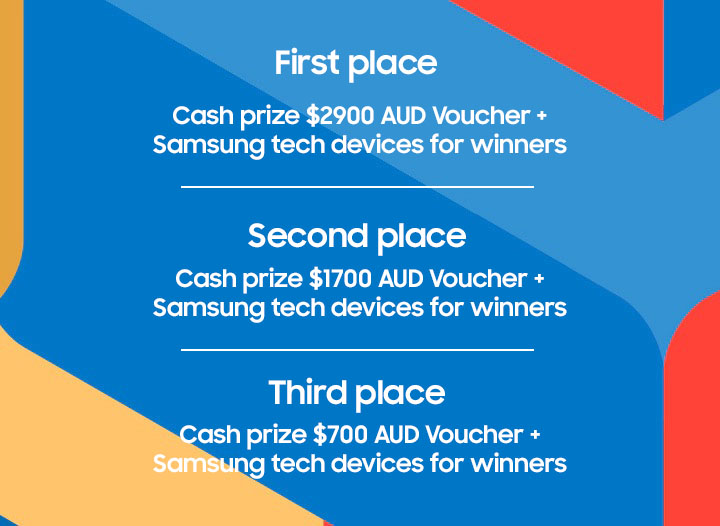 First place
Cash prize $2900 AUD Voucher +
Samsung tech devices for winners
Second place
Cash prize $1700 AUD Voucher +
Samsung tech devices for winners
Third place
Cash prize $700 AUD Voucher +
Samsung tech devices for winners